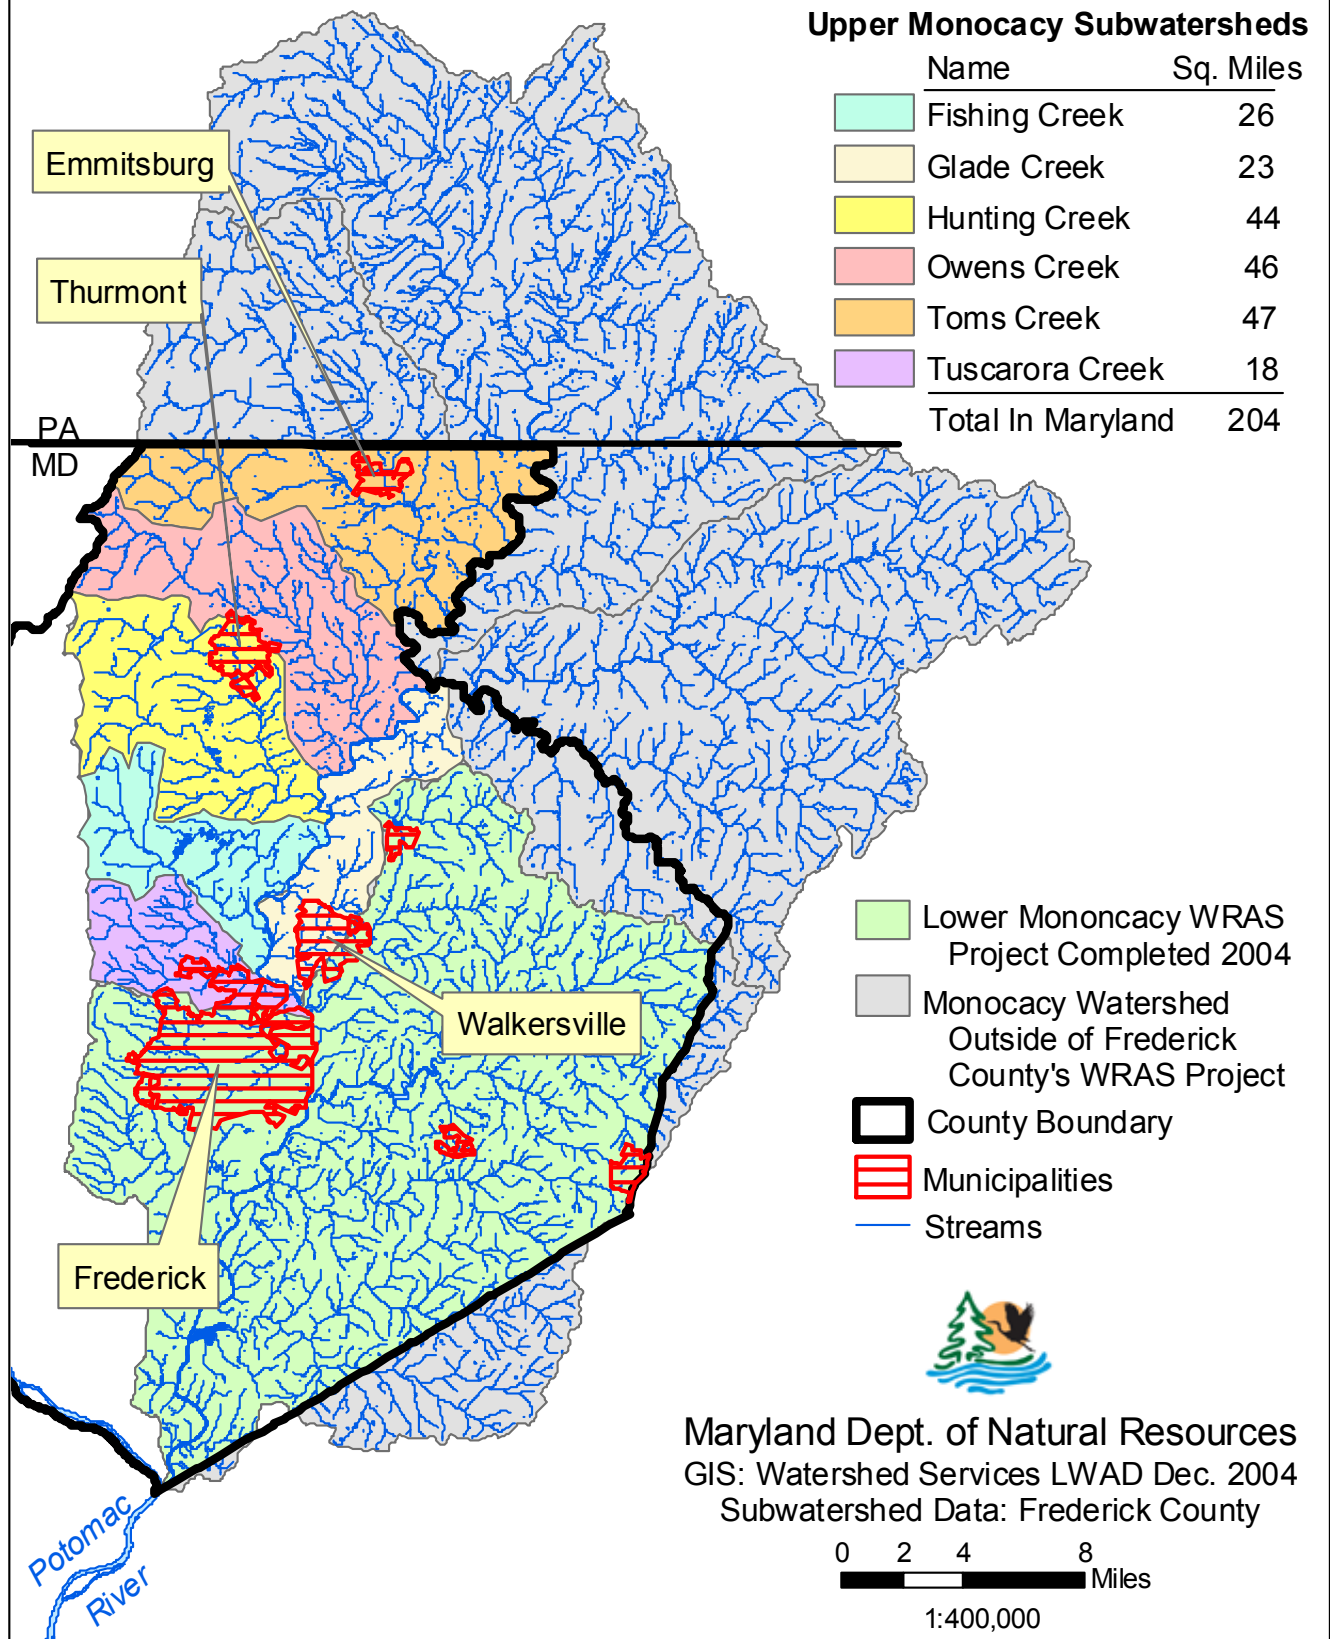 Upper Monocacy Subwatersheds
Name Sq. Miles
Fishing Creek 26
Glade Creek 23
Hunting Creek 44
Owens Creek 46
Toms Creek 47
Tuscarora Creek 18
Total In Maryland 204
Emmitsburg
Thurmont
PA
MD
Walkersville
Frederick
Lower Mononcacy WRAS
Project Completed 2004
Monocacy Watershed
Outside of Frederick
County's WRAS Project
County Boundary
Municipalities
Streams
Maryland Dept. of Natural Resources
GIS: Watershed Services LWAD Dec. 2004
Subwatershed Data: Frederick County
0 2 4 8
Miles
1:400,000
Potomac
River